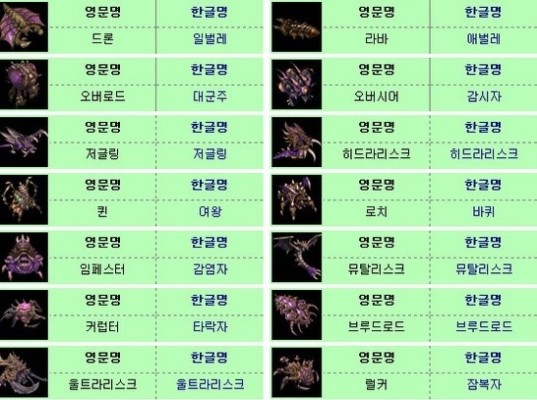 영문명 한글명 영문명 한글명
드론 일벌레 라바 애벌레
영문명 한글명 영문명 한글명
오버로드 대군주 오버시어 감시자
영문명 한글명 영문명 한글명
저글링 저글링 히드라리스크 히드라리스크
영문명 한글명 영문명 한글명
퀸 여왕 로치 바퀴
영문명 한글명 영문명 한글명
임페스터 감염자 뮤탈리스크 뮤탈리스크
영문명 한글명 영문명 한글명
커럽터 타락자 브루드로드 브루드로드
영문명 한글명 영문명 한글명
울트라리스크 울트라리스크 럴커 잠복자